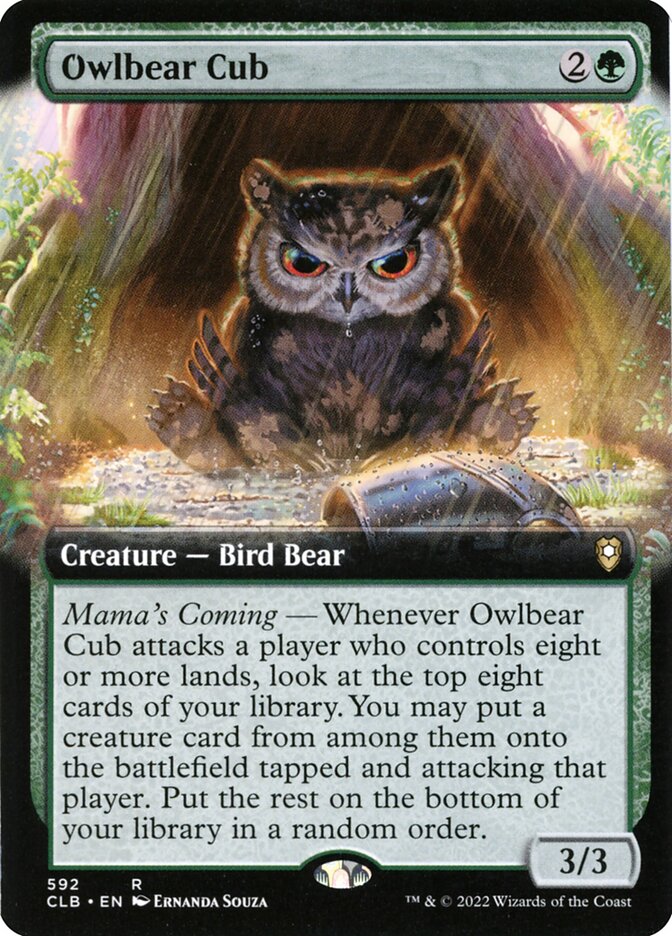 Owlbear Cub 2
Creature — Bird Bear
Mama's Coming — Whenever Owlbear
Cub attacks a player who controls eight
or more lands, look at the top eight
cards of your library. You may put a
creature card from among them onto
the battlefield tapped and attacking that
player. Put the rest on the bottom of
your library in a random order.
3/3
592 R
CLB • EN Ernanda Souza
™ & © 2022 Wizards of the Coast